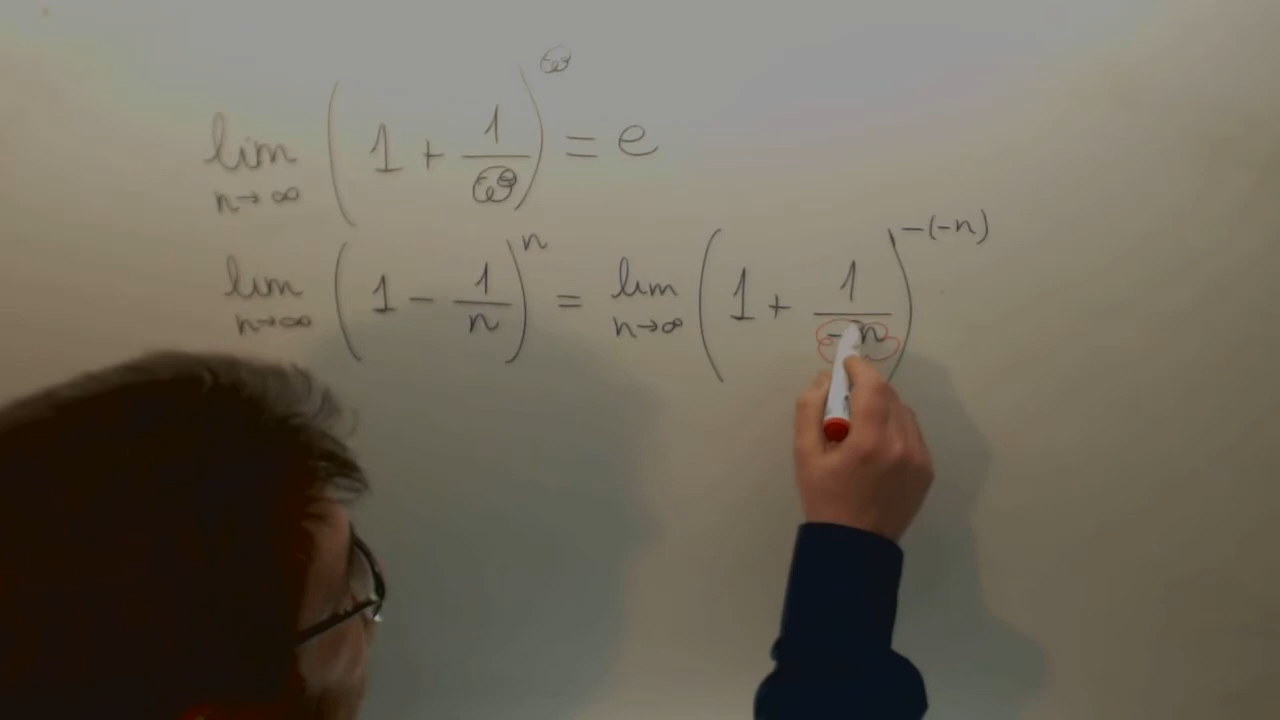 lim n→∞ (1 + 1/ )  = e
lim n→∞ (1 - 1/n)^n = lim n→∞ (1 + 1/-n)^-(-n)